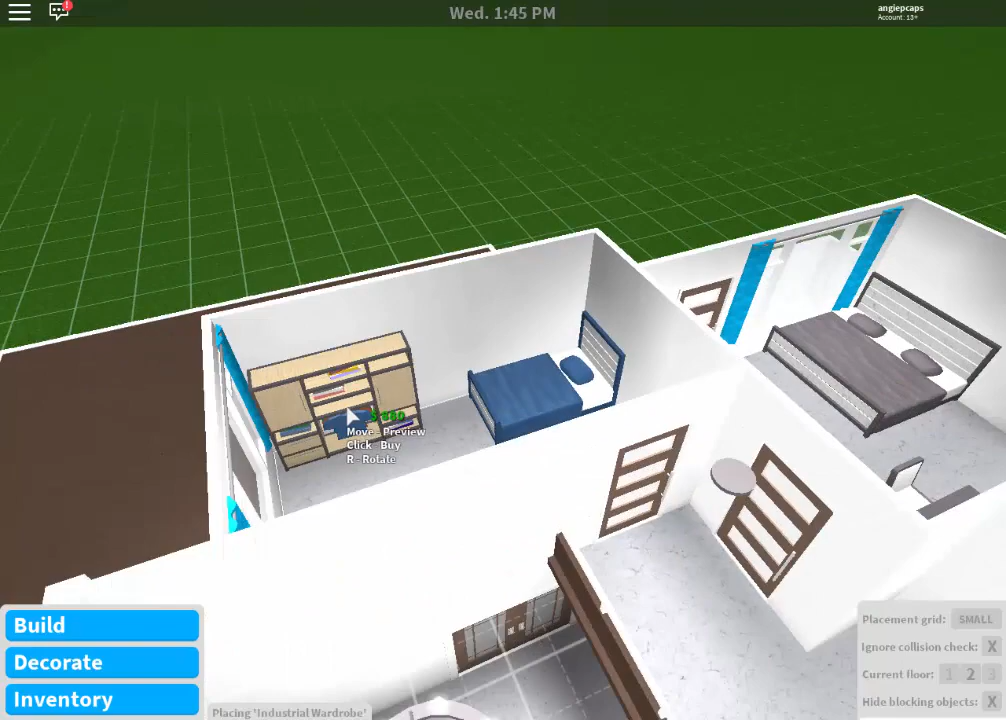 Wed. 1:45 PM
angiepcaps
Account: 13+
Move - Preview
Click - Buy
R - Rotate
Build
Decorate
Inventory
Placing 'Industrial Wardrobe'
Placement grid: SMALL
Ignore collision check: X
Current floor: 1 2 3
Hide blocking objects: X